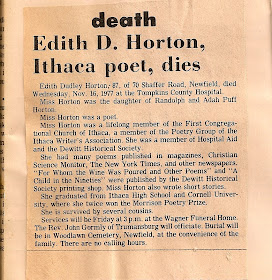 death
Edith D. Horton,
Ithaca poet, dies
Edith Dudley Horton, 87, of 70 Shaffer Road, Newfield, died
Wednesday, Nov. 16, 1977 at the Tompkins County Hospital.
Miss Horton was the daughter of Randolph and Adah Puff
Horton.
Miss Horton was a poet.
Miss Horton was a lifelong member of the First Congrega-
tional Church of Ithaca, a member of the Poetry Group of the
Ithaca Writer's Association. She was a member of Hospital Aid
and the Dewitt Historical Society.
She had many poems published in magazines, Christian
Science Monitor, The New York Times, and other newspapers.
"For Whom the Wine Was Poured and Other Poems" and "A
Child in the Nineties" were published by the Dewitt Historical
Society printing shop. Miss Horton also wrote short stories.
She graduated from Ithaca High School and Cornell Univer-
sity, where she twice won the Morrison Poetry Prize.
She is survived by several cousins.
Services will be Friday at 3 p.m. at the Wagner Funeral Home.
The Rev. John Gormly of Trumansburg will officiate. Burial will
be in Woodlawn Cemetery, Newfield, at the convenience of the
family. There are no calling hours.